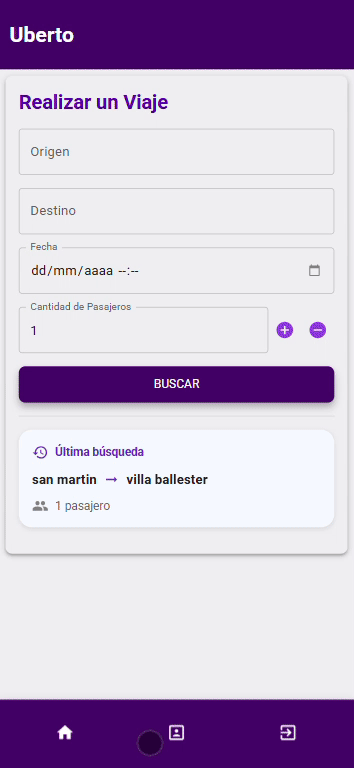 Uberto
Realizar un Viaje
Origen
Destino
Fecha
dd/mm/aaaa --:--
Cantidad de Pasajeros
1
BUSCAR
Última búsqueda
san martin → villa ballester
1 pasajero